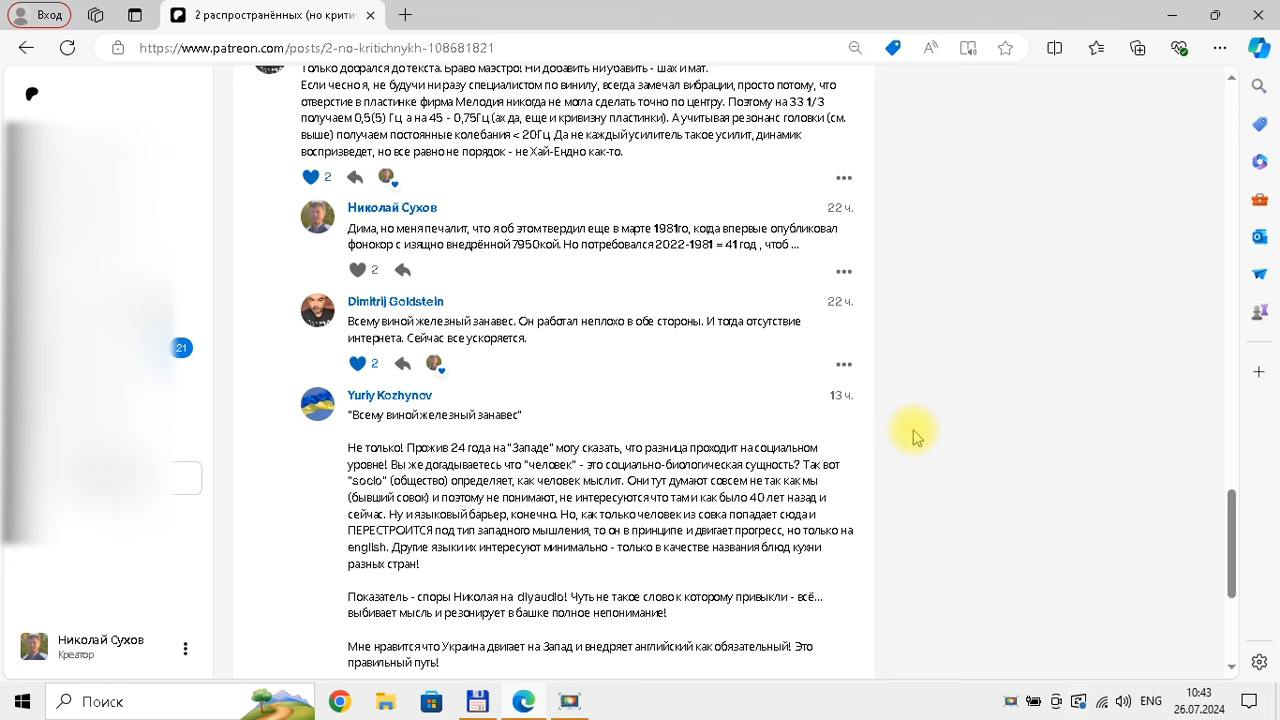 Вход
2 распространённых (но крити
https://www.patreon.com/posts/2-no-kritichnykh-108681821
Только добрался до текста. Браво маэстро! Ни добавить ни убавить - шах и мат.
Если честно я, не будучи ни разу специалистом по винилу, всегда замечал вибрации, просто потому, что
отверстие в пластинке фирма Мелодия никогда не могла сделать точно по центру. Поэтому на 33 1/3
получаем 0,5(5) Гц а на 45 - 0,75Гц (ах да, еще и кривизну пластинки). А учитывая резонанс головки (см.
выше) получаем постоянные колебания < 20Гц. Да не каждый усилитель такое усилит, динамик
воспризведет, но все равно не порядок - не Хай-Ендно как-то.
2
Николай Сухов
22 ч.
Дима, но меня печалит, что я об этом твердил еще в марте 1981го, когда впервые опубликовал
фонокор с изящно внедрённой 7950кой. Но потребовался 2022-1981 = 41 год , чтоб ...
2
Dimitrij Goldstein
22 ч.
Всему виной железный занавес. Он работал неплохо в обе стороны. И тогда отсутствие
интернета. Сейчас все ускоряется.
2
21
Yuriy Kozhynov
13 ч.
"Всему виной железный занавес"
Не только! Прожив 24 года на "Западе" могу сказать, что разница проходит на социальном
уровне! Вы же догадываетесь что "человек" - это социально-биологическая сущность? Так вот
"socio" (общество) определяет, как человек мыслит. Они тут думают совсем не так как мы
(бывший совок) и поэтому не понимают, не интересуются что там и как было 40 лет назад и
сейчас. Ну и языковый барьер, конечно. Но, как только человек из совка попадает сюда и
ПЕРЕСТРОИТСЯ под тип западного мышления, то он в принципе и двигает прогресс, но только на
english. Другие языки их интересуют минимально - только в качестве названия блюд кухни
разных стран!
Показатель - споры Николая на diyaudio! Чуть не такое слово к которому привыкли - всё...
выбивает мысль и резонирует в башке полное непонимание!
Мне нравится что Украина двигает на Запад и внедряет английский как обязательный! Это
правильный путь!
Николай Сухов
Креатор
Поиск
ENG
10:43
26.07.2024